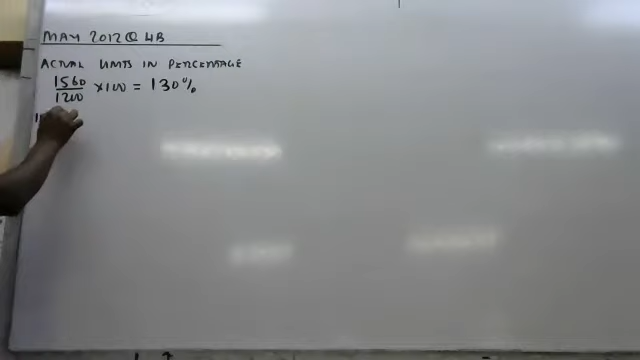 MAY 2012 Q 4B
ACTUAL UNITS IN PERCENTAGE
1560
1200 ×100 = 130%